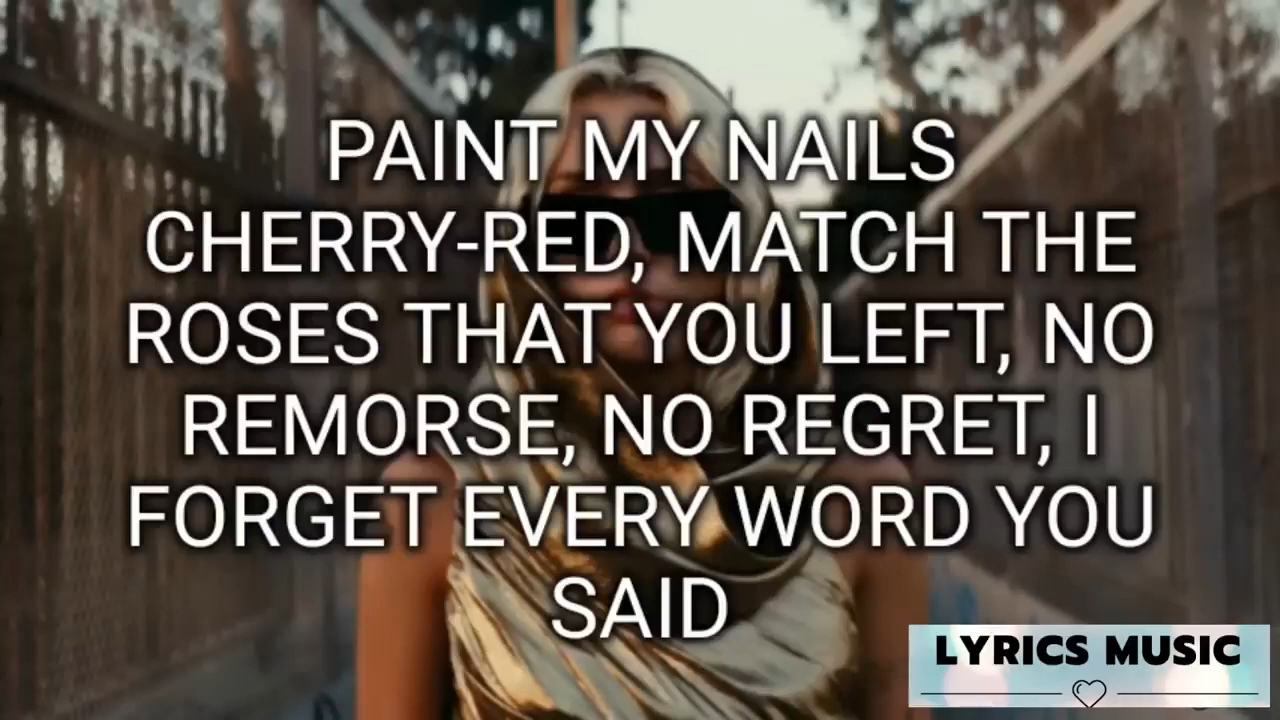 PAINT MY NAILS
CHERRY-RED, MATCH THE
ROSES THAT YOU LEFT, NO
REMORSE, NO REGRET, I
FORGET EVERY WORD YOU
SAID
LYRICS MUSIC